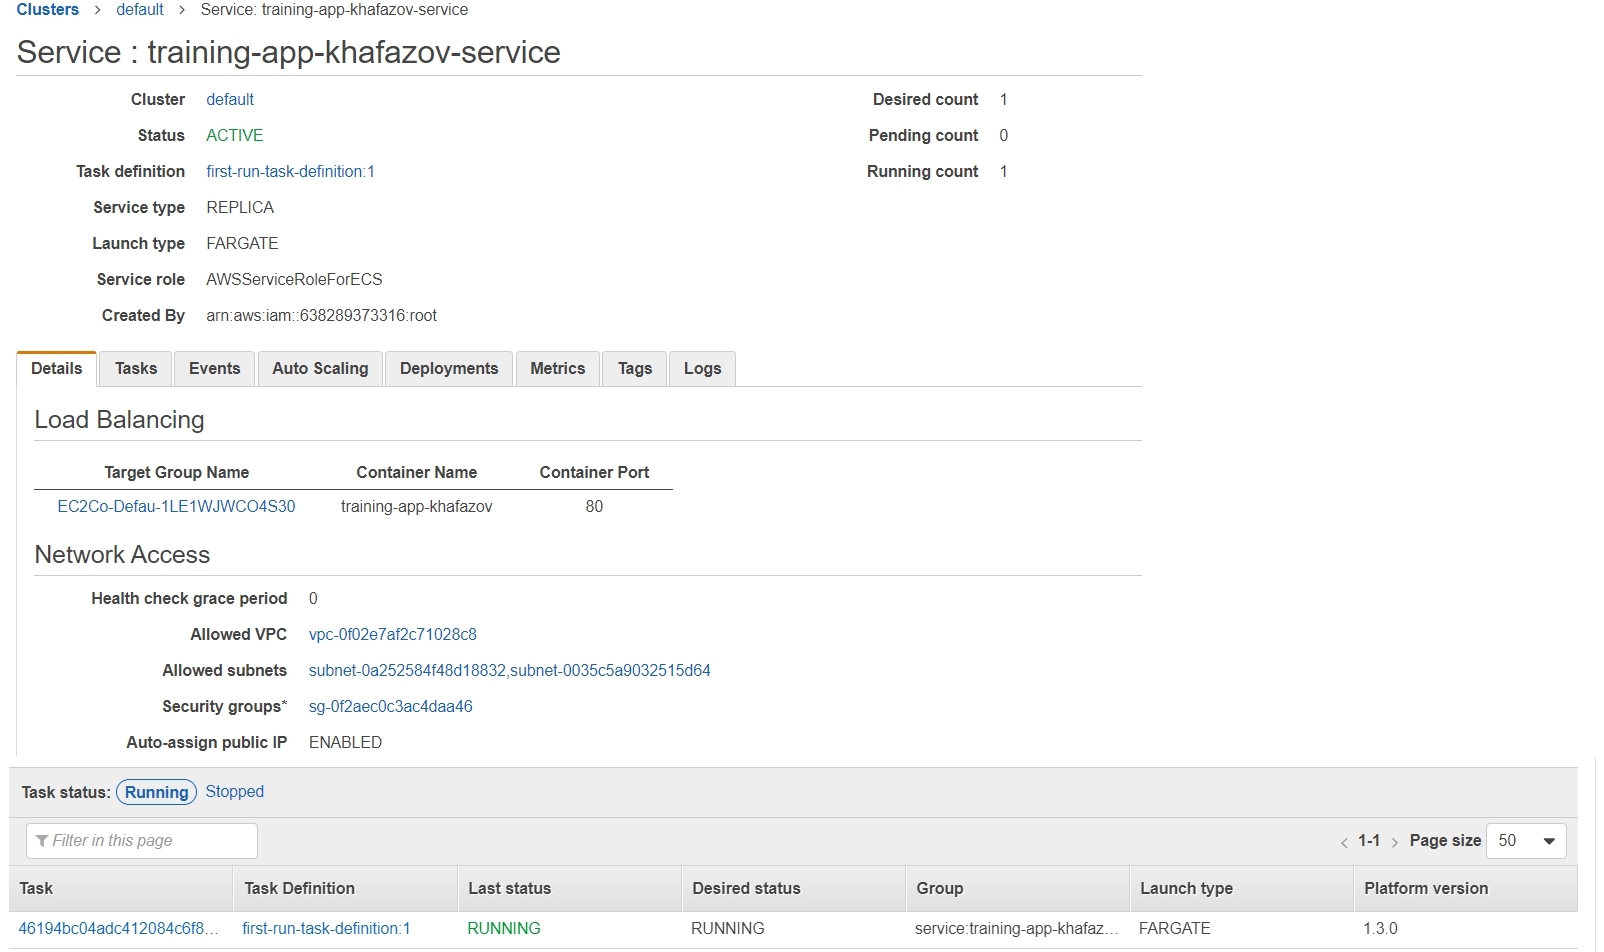 Clusters > default > Service: training-app-khafazov-service
Service : training-app-khafazov-service
Cluster default
Status ACTIVE
Task definition first-run-task-definition:1
Service type REPLICA
Launch type FARGATE
Service role AWSServiceRoleForECS
Created By arn:aws:iam::638289373316:root
Desired count 1
Pending count 0
Running count 1
Details Tasks Events Auto Scaling Deployments Metrics Tags Logs
Load Balancing
Target Group Name Container Name Container Port
EC2Co-Defau-1LE1WJWCO4S30 training-app-khafazov 80
Network Access
Health check grace period 0
Allowed VPC vpc-0f02e7af2c71028c8
Allowed subnets subnet-0a252584f48d18832,subnet-0035c5a9032515d64
Security groups* sg-0f2aec0c3ac4daa46
Auto-assign public IP ENABLED
Task status: Running Stopped
Filter in this page < 1-1 > Page size 50
Task Task Definition Last status Desired status Group Launch type Platform version
46194bc04adc412084c6f8... first-run-task-definition:1 RUNNING RUNNING service:training-app-khafaz... FARGATE 1.3.0